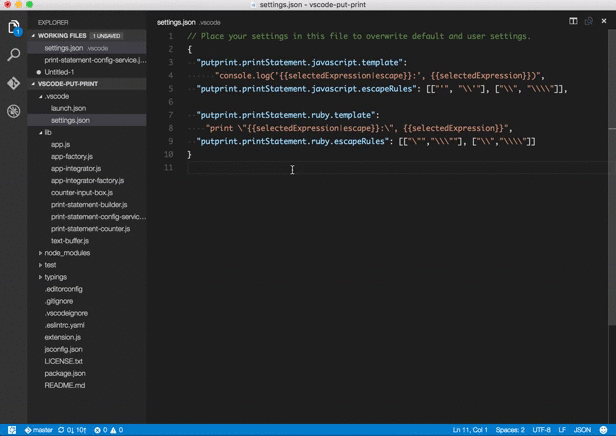 settings.json - vscode-put-print
EXPLORER
WORKING FILES 1 UNSAVED
settings.json .vscode
print-statement-config-service.j...
Untitled-1
VSCODE-PUT-PRINT
.vscode
launch.json
settings.json
lib
app.js
app-factory.js
app-integrator.js
app-integrator-factory.js
counter-input-box.js
print-statement-builder.js
print-statement-config-servic...
print-statement-counter.js
text-buffer.js
node_modules
test
typings
.editorconfig
.gitignore
.vscodeignore
.eslintrc.yaml
extension.js
jsconfig.json
LICENSE.txt
package.json
README.md
settings.json .vscode
1 // Place your settings in this file to overwrite default and user settings.
2 {
3 "putprint.printStatement.javascript.template":
4 "console.log('{{selectedExpression|escape}}:', {{selectedExpression}})",
5 "putprint.printStatement.javascript.escapeRules": [["'", "\\'"], ["\\", "\\\\"]],
6
7 "putprint.printStatement.ruby.template":
8 "print \"{{selectedExpression|escape}}:\", {{selectedExpression}}",
9 "putprint.printStatement.ruby.escapeRules": [["\"","\\\""], ["\\","\\\\"]]
10 }
11
1
master 0↓ 10↑ 0 0
Ln 11, Col 1 Spaces: 2 UTF-8 LF JSON